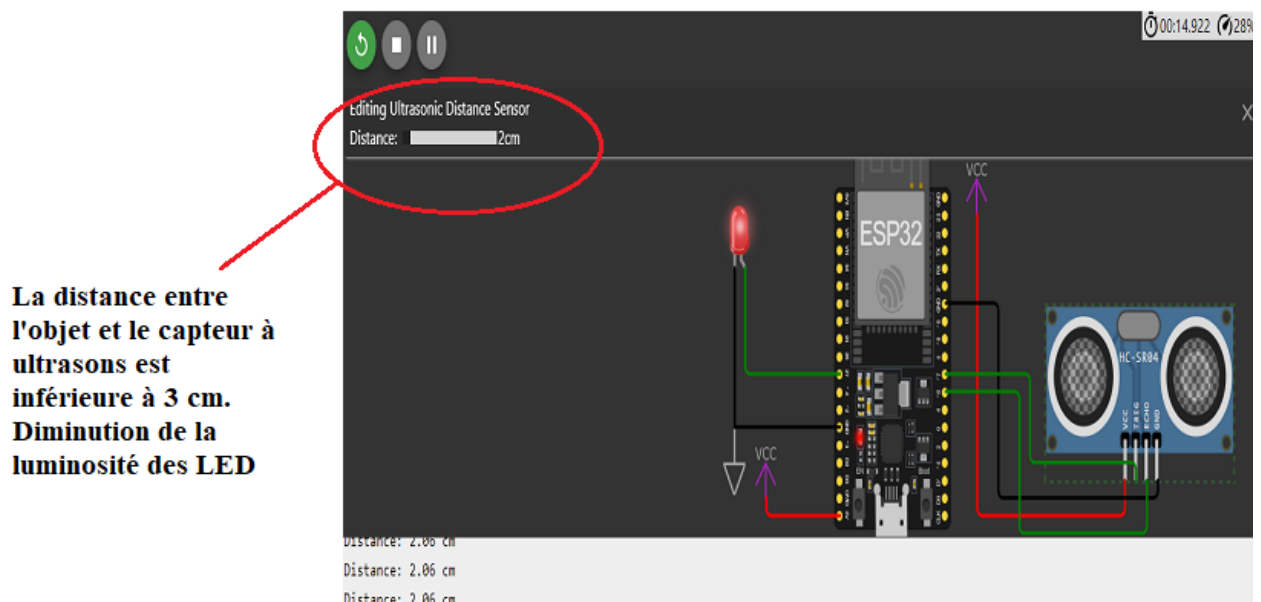 00:14.922 28%
Editing Ultrasonic Distance Sensor
Distance: 2cm
X
VCC
ESP32
La distance entre
l'objet et le capteur à
ultrasons est
inférieure à 3 cm.
Diminution de la
luminosité des LED
HC-SR04
VCC
TRIG
ECHO
GND
VCC
Distance: 2.06 cm
Distance: 2.06 cm
Distance: 2.06 cm